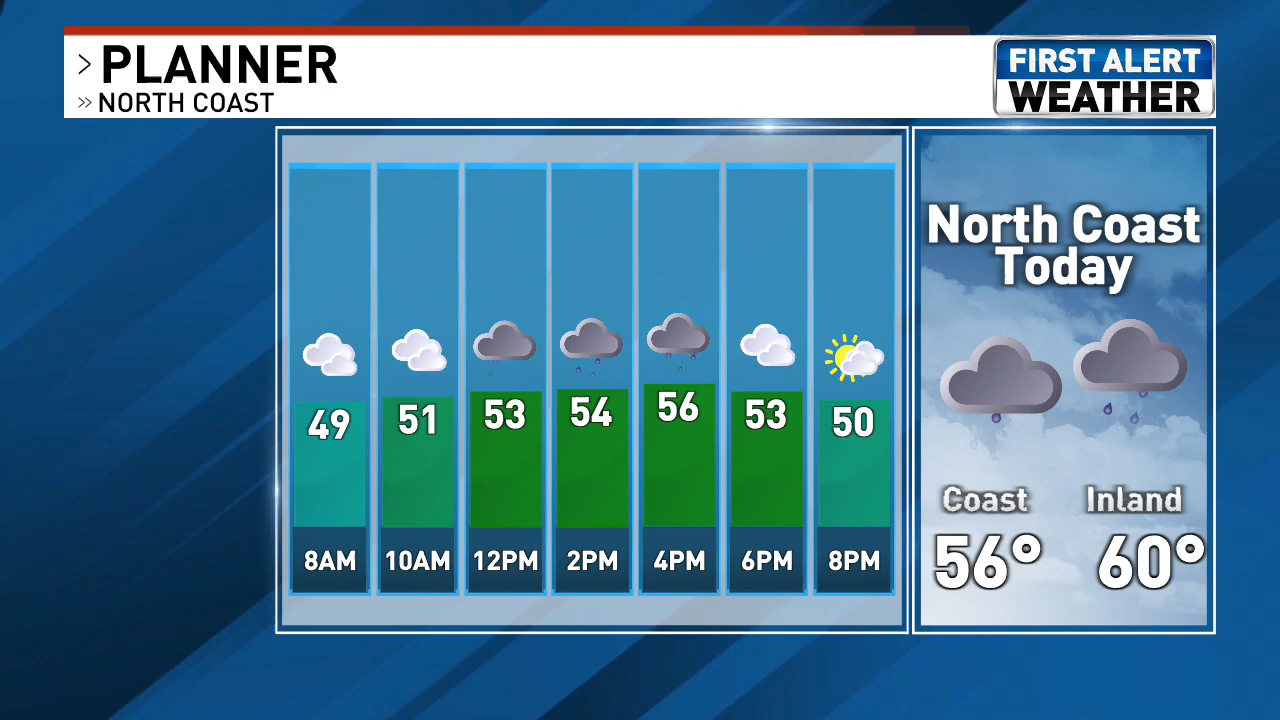 > PLANNER
» NORTH COAST
FIRST ALERT
WEATHER
49 51 53 54 56 53 50
8AM 10AM 12PM 2PM 4PM 6PM 8PM
North Coast
Today
Coast Inland
56° 60°